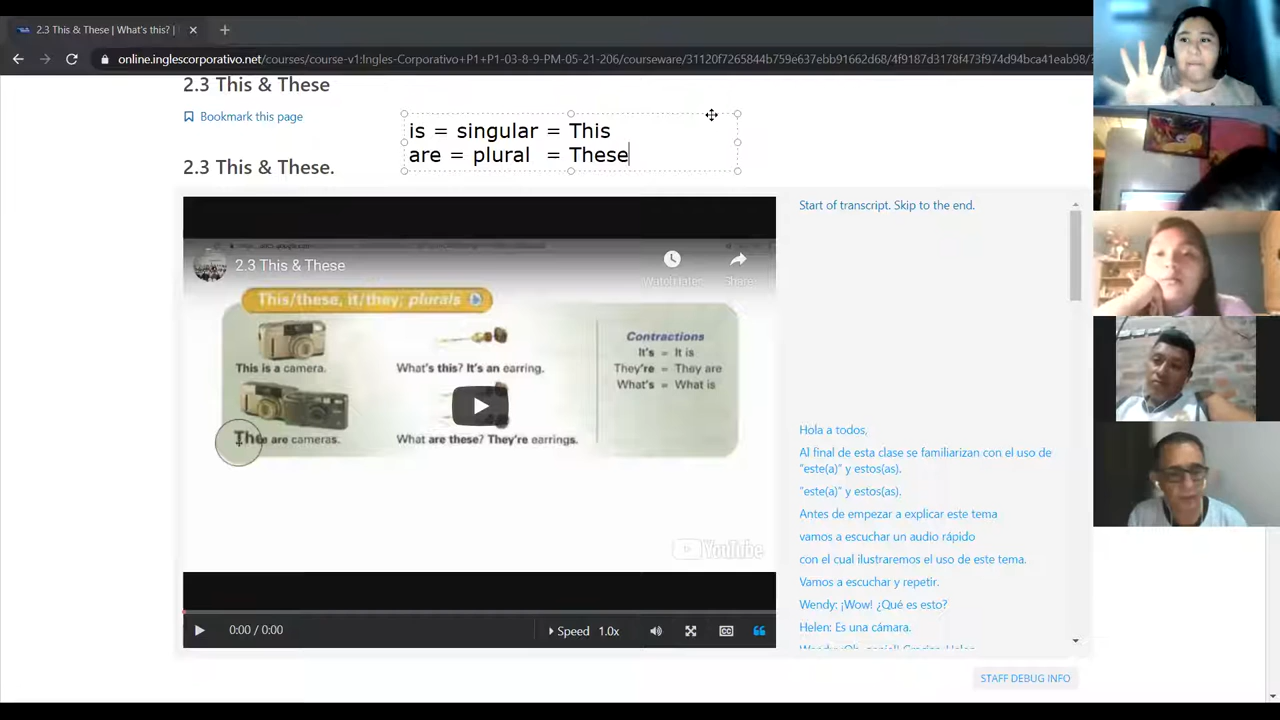 2.3 This & These | What's this? |
online.inglescorporativo.net/courses/course-v1:Ingles-Corporativo+P1+P1-03-8-9-PM-05-21-206/courseware/31120f7265844b759e637ebb91662d68/4f9187d3178f473f974d94bca41eab98/?
2.3 This & These
Bookmark this page
is = singular = This
are = plural = These
2.3 This & These.
Start of transcript. Skip to the end.
2.3 This & These
Watch later
Share
This/these, it/they; plurals
Contractions
It's = It is
They're = They are
What's = What is
This is a camera.
What's this? It's an earring.
are cameras.
What are these? They're earrings.
YouTube
Hola a todos,
Al final de esta clase se familiarizan con el uso de
"este(a)" y estos(as).
"este(a)" y estos(as).
Antes de empezar a explicar este tema
vamos a escuchar un audio rápido
con el cual ilustraremos el uso de este tema.
Vamos a escuchar y repetir.
Wendy: ¡Wow! ¿Qué es esto?
Helen: Es una cámara.
0:00 / 0:00
Speed 1.0x
CC
STAFF DEBUG INFO